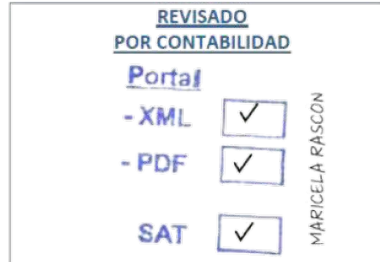 REVISADO
POR CONTABILIDAD
Portal
- XML ✓
- PDF ✓
SAT ✓
MARICELA RASCON